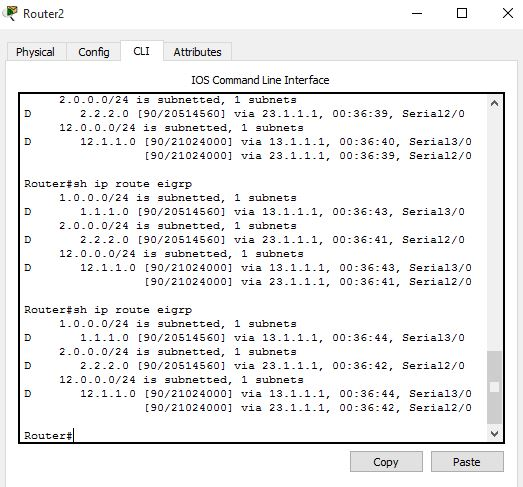 Router2
Physical Config CLI Attributes
IOS Command Line Interface
2.0.0.0/24 is subnetted, 1 subnets
D 2.2.2.0 [90/20514560] via 23.1.1.1, 00:36:39, Serial2/0
12.0.0.0/24 is subnetted, 1 subnets
D 12.1.1.0 [90/21024000] via 13.1.1.1, 00:36:40, Serial3/0
[90/21024000] via 23.1.1.1, 00:36:39, Serial2/0
Router#sh ip route eigrp
1.0.0.0/24 is subnetted, 1 subnets
D 1.1.1.0 [90/20514560] via 13.1.1.1, 00:36:43, Serial3/0
2.0.0.0/24 is subnetted, 1 subnets
D 2.2.2.0 [90/20514560] via 23.1.1.1, 00:36:41, Serial2/0
12.0.0.0/24 is subnetted, 1 subnets
D 12.1.1.0 [90/21024000] via 13.1.1.1, 00:36:43, Serial3/0
[90/21024000] via 23.1.1.1, 00:36:41, Serial2/0
Router#sh ip route eigrp
1.0.0.0/24 is subnetted, 1 subnets
D 1.1.1.0 [90/20514560] via 13.1.1.1, 00:36:44, Serial3/0
2.0.0.0/24 is subnetted, 1 subnets
D 2.2.2.0 [90/20514560] via 23.1.1.1, 00:36:42, Serial2/0
12.0.0.0/24 is subnetted, 1 subnets
D 12.1.1.0 [90/21024000] via 13.1.1.1, 00:36:44, Serial3/0
[90/21024000] via 23.1.1.1, 00:36:42, Serial2/0
Router#
Copy Paste